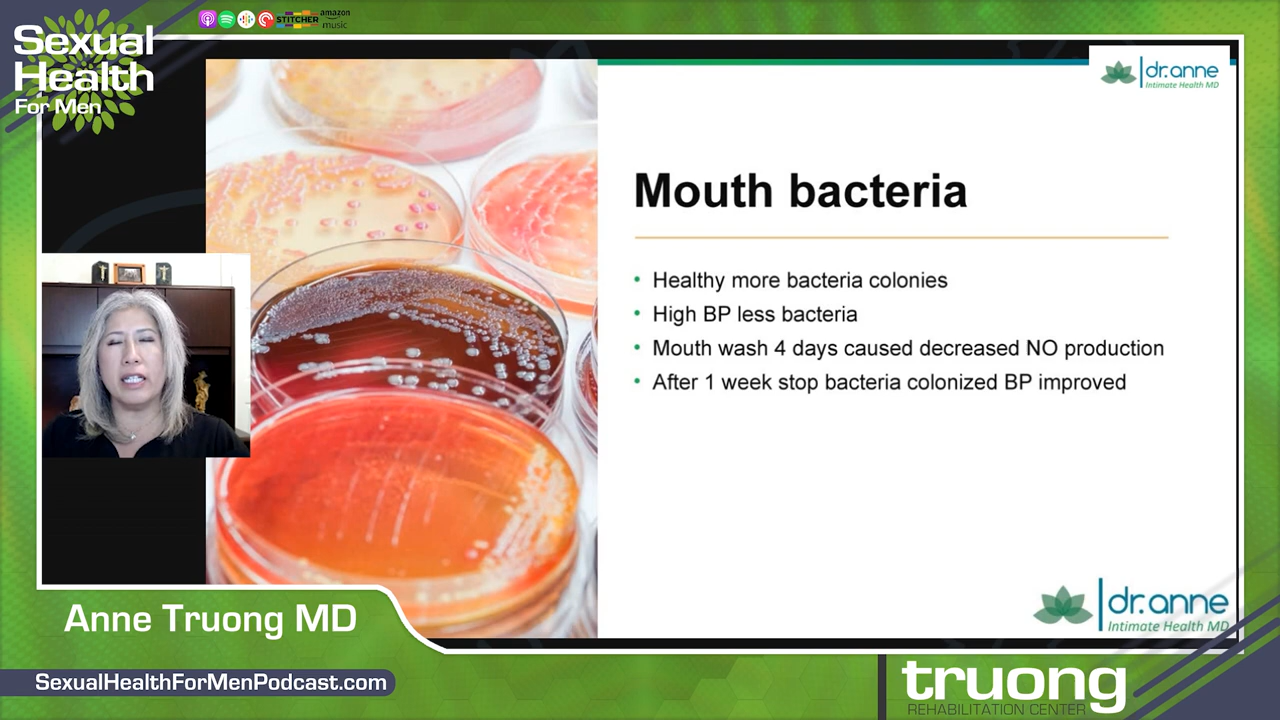 STITCHER
amazon
music
Sexual
Health
For Men
dr.anne
Intimate Health MD
Mouth bacteria
• Healthy more bacteria colonies
• High BP less bacteria
• Mouth wash 4 days caused decreased NO production
• After 1 week stop bacteria colonized BP improved
dr.anne
Intimate Health MD
Anne Truong MD
SexualHealthForMenPodcast.com
truong
REHABILITATION CENTER